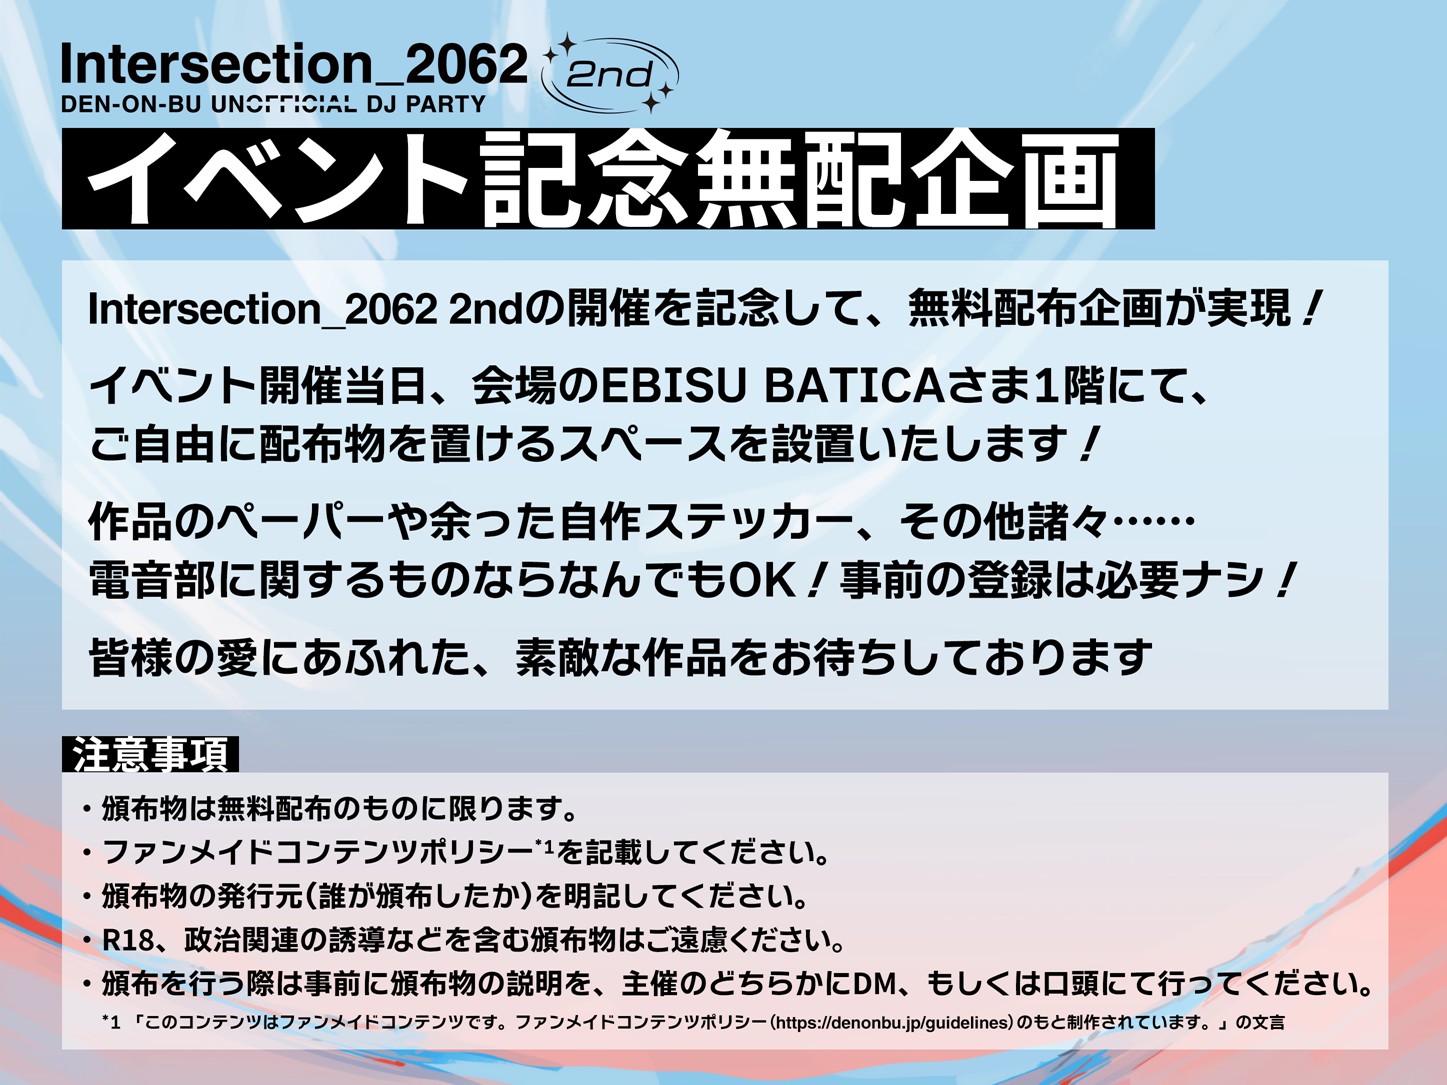 Intersection_2062 2nd
DEN-ON-BU UNOFFICIAL DJ PARTY
イベント記念無配企画
Intersection_2062 2ndの開催を記念して、無料配布企画が実現！
イベント開催当日、会場のEBISU BATICAさま1階にて、
ご自由に配布物を置けるスペースを設置いたします！
作品のペーパーや余った自作ステッカー、その他諸々……
電音部に関するものならなんでもOK！事前の登録は必要ナシ！
皆様の愛にあふれた、素敵な作品をお待ちしております
注意事項
・頒布物は無料配布のものに限ります。
・ファンメイドコンテンツポリシー*1を記載してください。
・頒布物の発行元(誰が頒布したか)を明記してください。
・R18、政治関連の誘導などを含む頒布物はご遠慮ください。
・頒布を行う際は事前に頒布物の説明を、主催のどちらかにDM、もしくは口頭にて行ってください。
*1 「このコンテンツはファンメイドコンテンツです。ファンメイドコンテンツポリシー（https://denonbu.jp/guidelines）のもと制作されています。」の文言